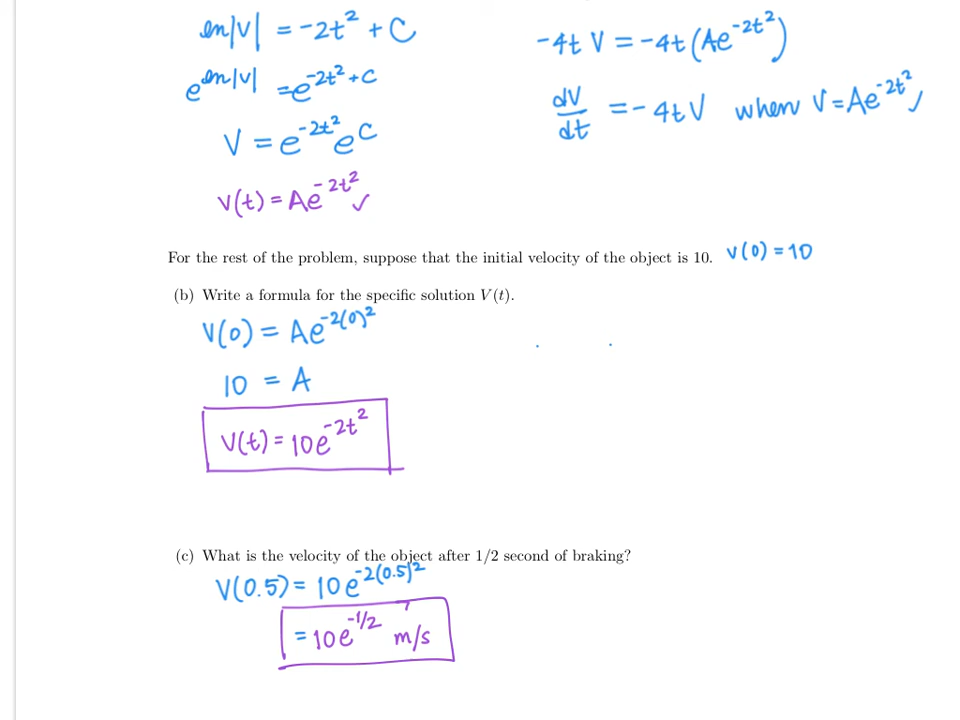 ln|v| = -2t² + C
e^{ln|v|} = e^{-2t² + C}
V = e^{-2t²} e^C
V(t) = Ae^{-2t²} ✓
-4t V = -4t (Ae^{-2t²})
dV/dt = -4tV when V = Ae^{-2t²} ✓
For the rest of the problem, suppose that the initial velocity of the object is 10. V(0) = 10
(b) Write a formula for the specific solution V(t).
V(0) = Ae^{-2(0)²}
10 = A
V(t) = 10e^{-2t²}
(c) What is the velocity of the object after 1/2 second of braking?
V(0.5) = 10e^{-2(0.5)²}
= 10e^{-1/2} m/s